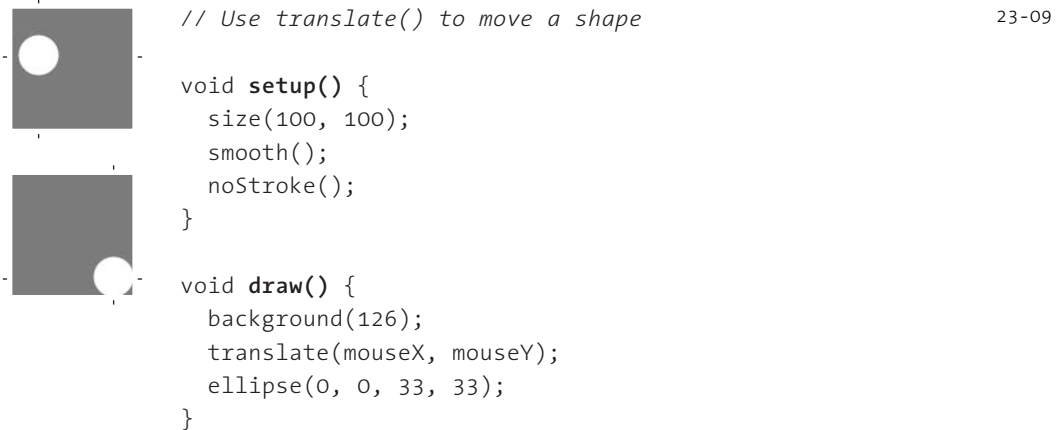 // Use translate() to move a shape 23-09
void setup() {
size(100, 100);
smooth();
noStroke();
}
void draw() {
background(126);
translate(mouseX, mouseY);
ellipse(0, 0, 33, 33);
}